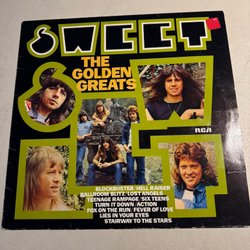 SWEET
THE
GOLDEN
GREATS
SWEET
RCA
BLOCKBUSTER HELL RAISER
BALLROOM BLITZ LOST ANGELS
TEENAGE RAMPAGE SIX TEENS
TURN IT DOWN ACTION
FOX ON THE RUN FEVER OF LOVE
LIES IN YOUR EYES
STAIRWAY TO THE STARS